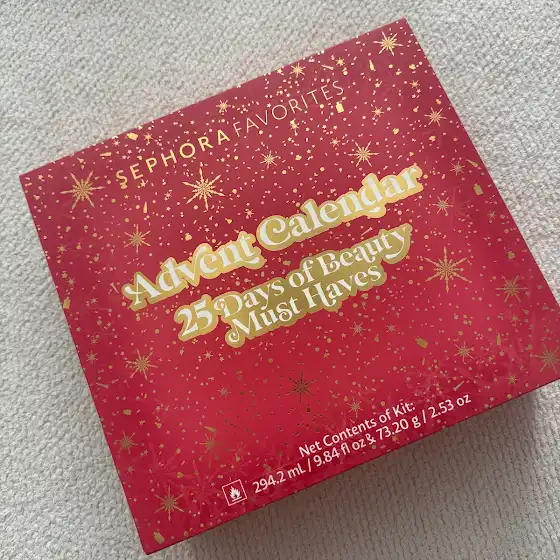 SEPHORA FAVORITES
Advent Calendar
25 Days of Beauty
Must Haves
Net Contents of Kit:
294.2 mL / 9.84 fl oz & 73.20 g / 2.53 oz